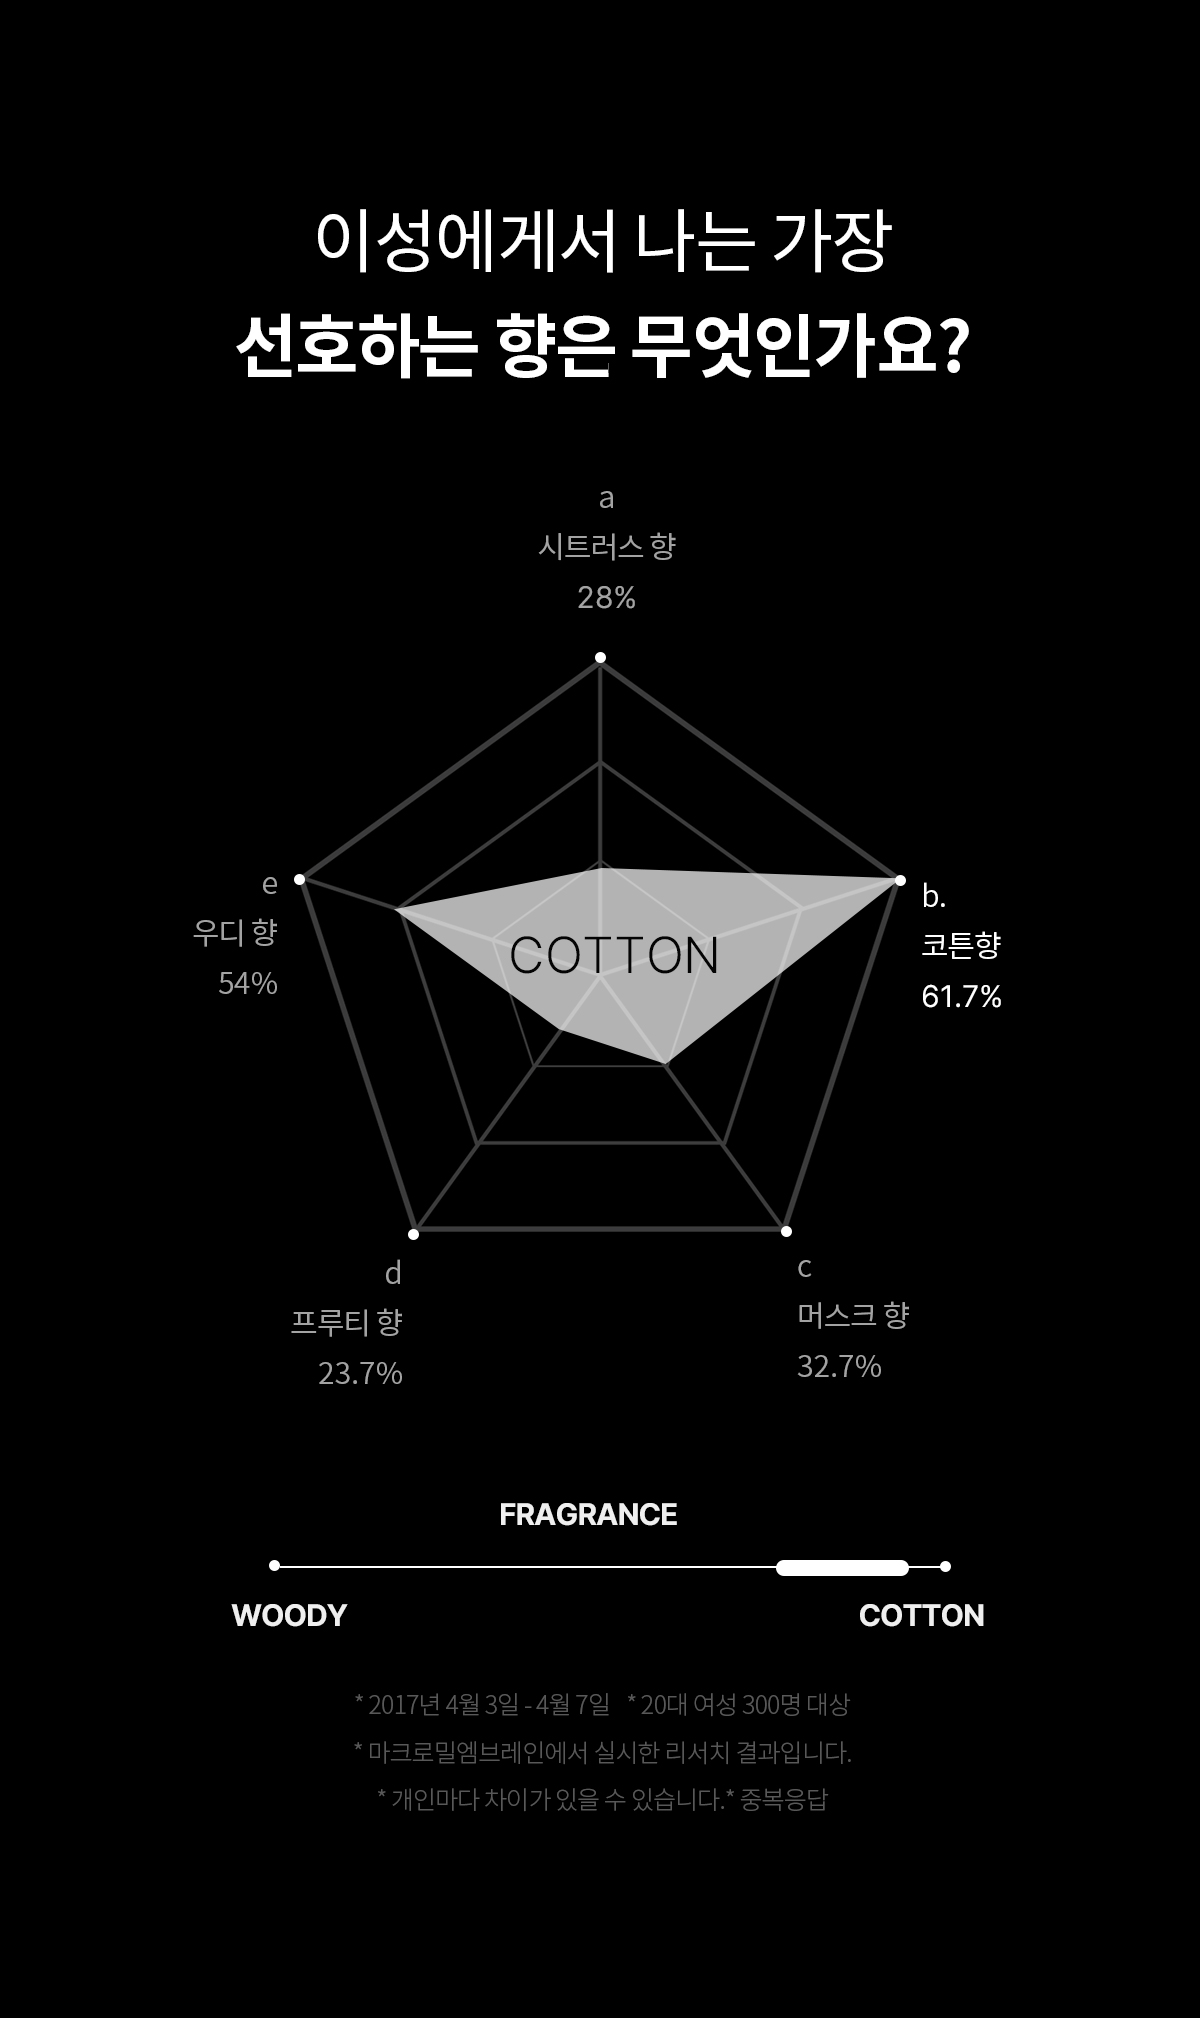 이성에게서 나는 가장
선호하는 향은 무엇인가요?
a
시트러스 향
28%
e
우디 향
54%
COTTON
b.
코튼향
61.7%
d
프루티 향
23.7%
c
머스크 향
32.7%
FRAGRANCE
WOODY
COTTON
* 2017년 4월 3일 - 4월 7일 * 20대 여성 300명 대상
* 마크로밀엠브레인에서 실시한 리서치 결과입니다.
* 개인마다 차이가 있을 수 있습니다.* 중복응답